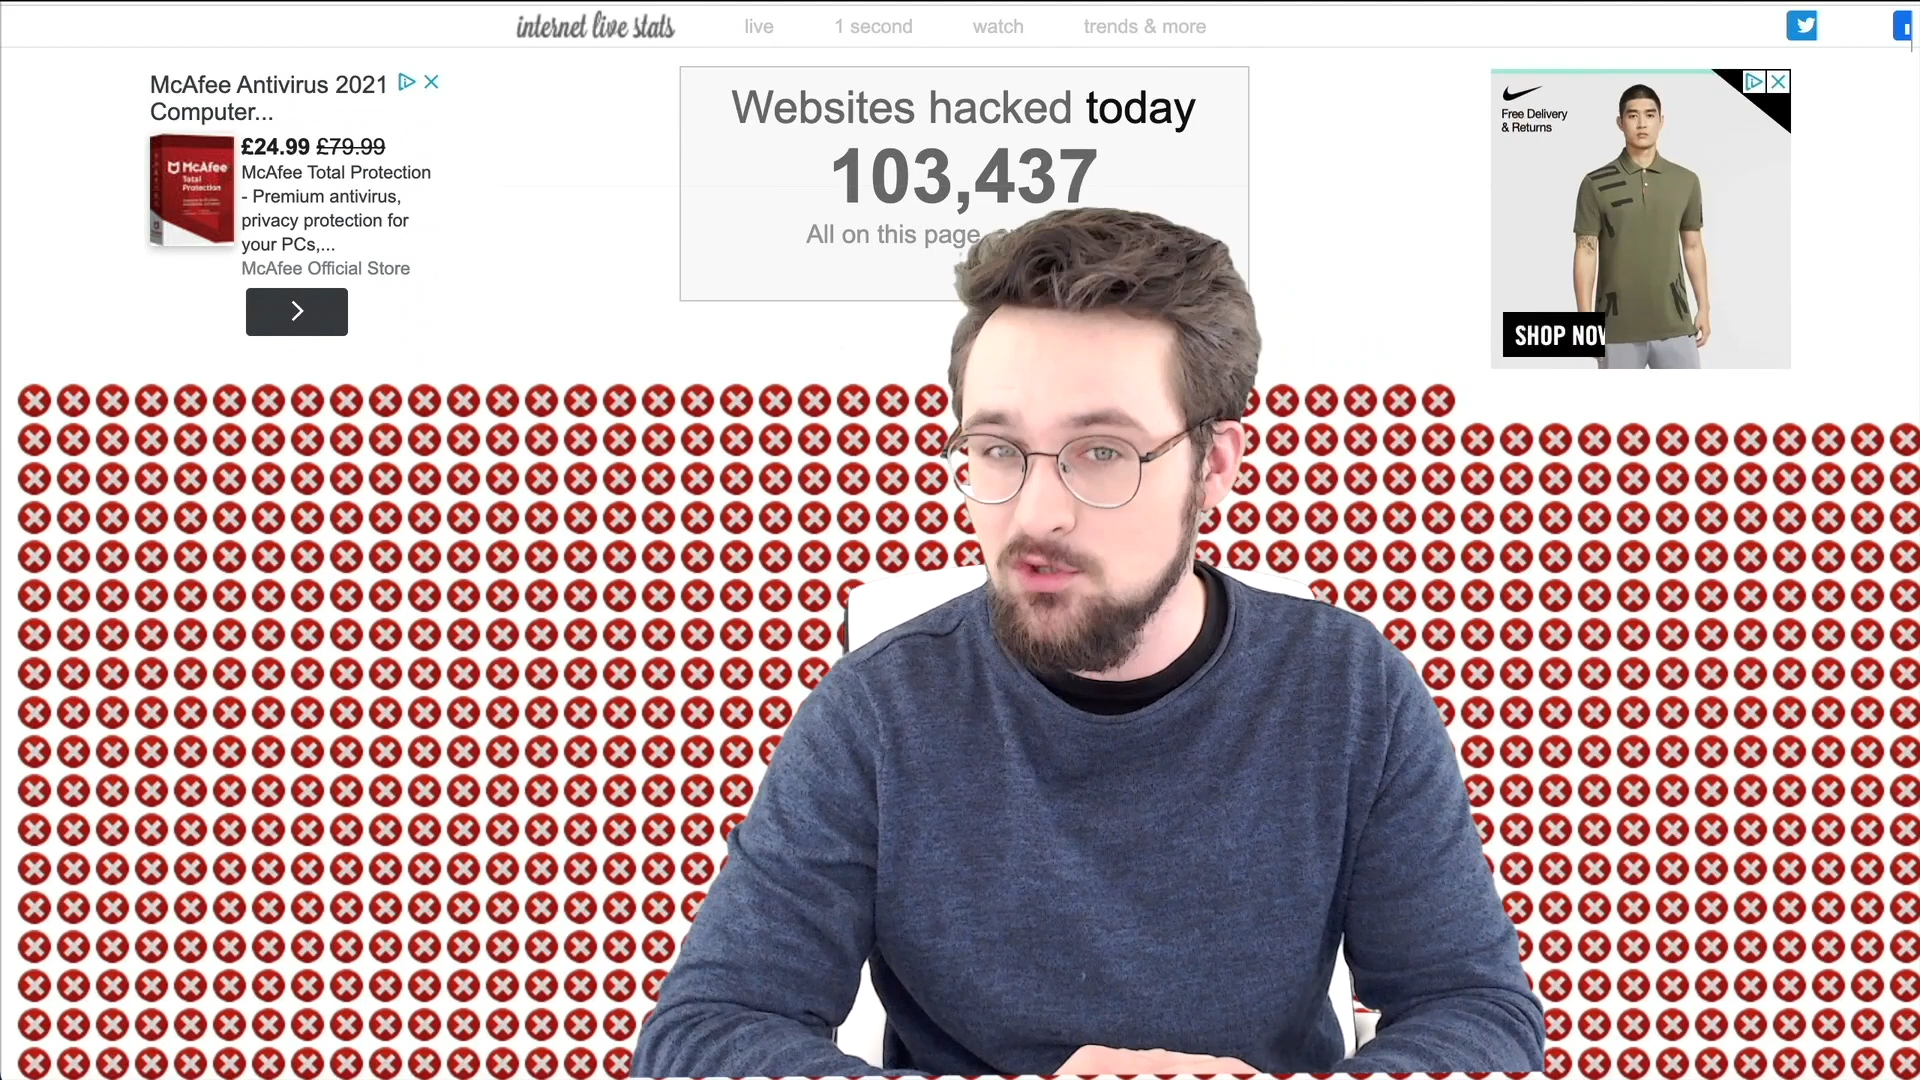 internet live stats
live
1 second
watch
trends & more
McAfee Antivirus 2021
Computer...
£24.99 £79.99
McAfee Total Protection
- Premium antivirus,
privacy protection for
your PCs,...
McAfee Official Store
McAfee
Total
Protection
Websites hacked today
103,437
All on this page,
Free Delivery
& Returns
SHOP NOW